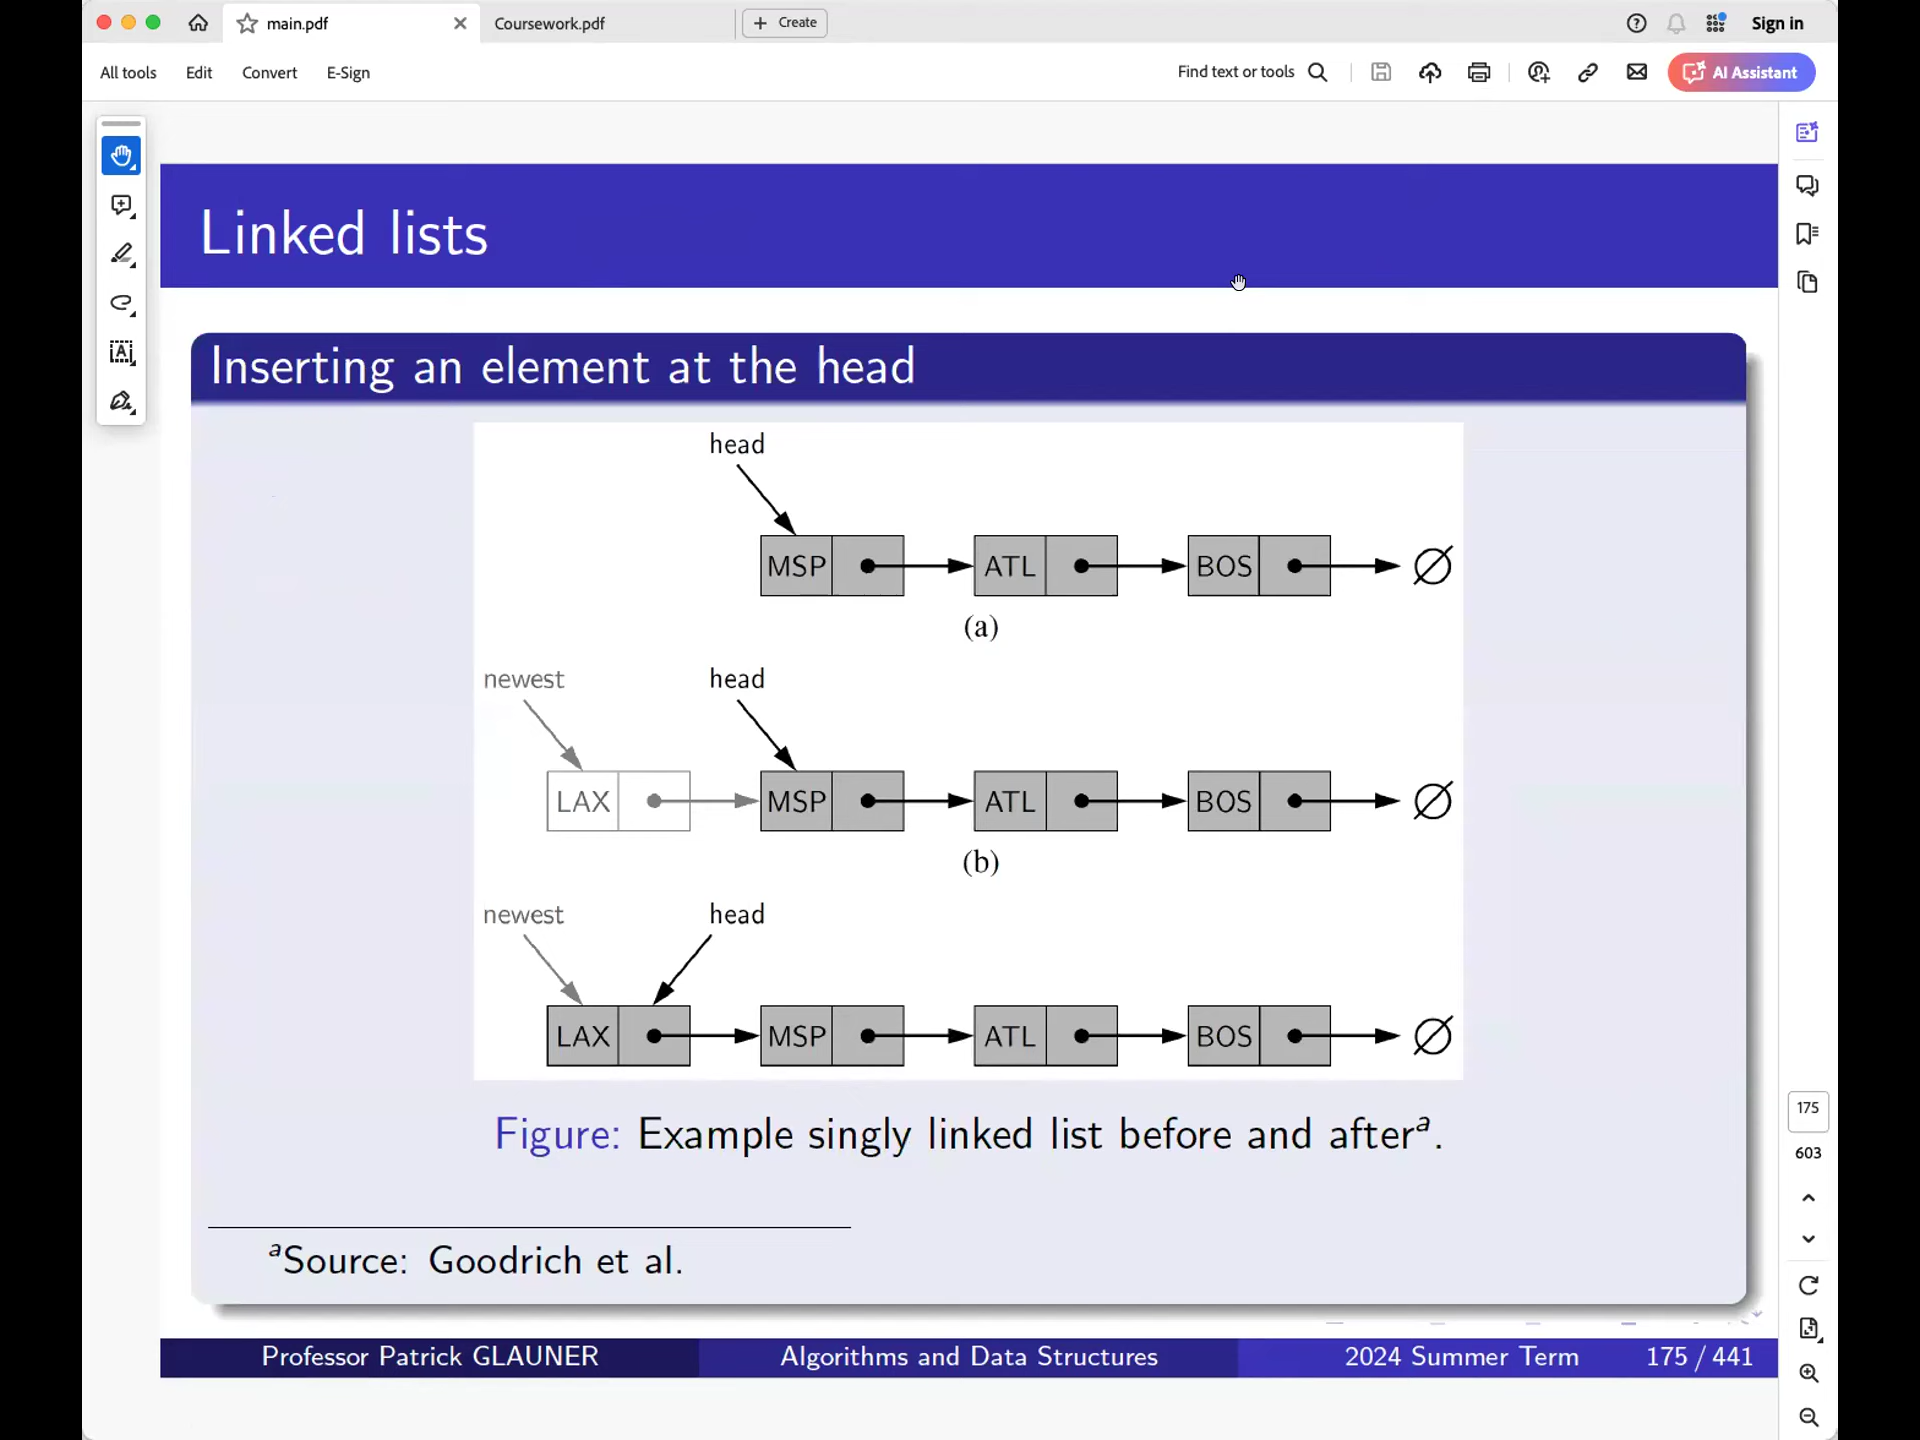 main.pdf
Coursework.pdf
Create
Sign in
All tools
Edit
Convert
E-Sign
Find text or tools
AI Assistant
Linked lists
Inserting an element at the head
head
MSP
ATL
BOS
∅
(a)
newest
head
LAX
MSP
ATL
BOS
∅
(b)
newest
head
LAX
MSP
ATL
BOS
∅
Figure: Example singly linked list before and afterᵃ.
ᵃSource: Goodrich et al.
175
603
Professor Patrick GLAUNER
Algorithms and Data Structures
2024 Summer Term
175 / 441